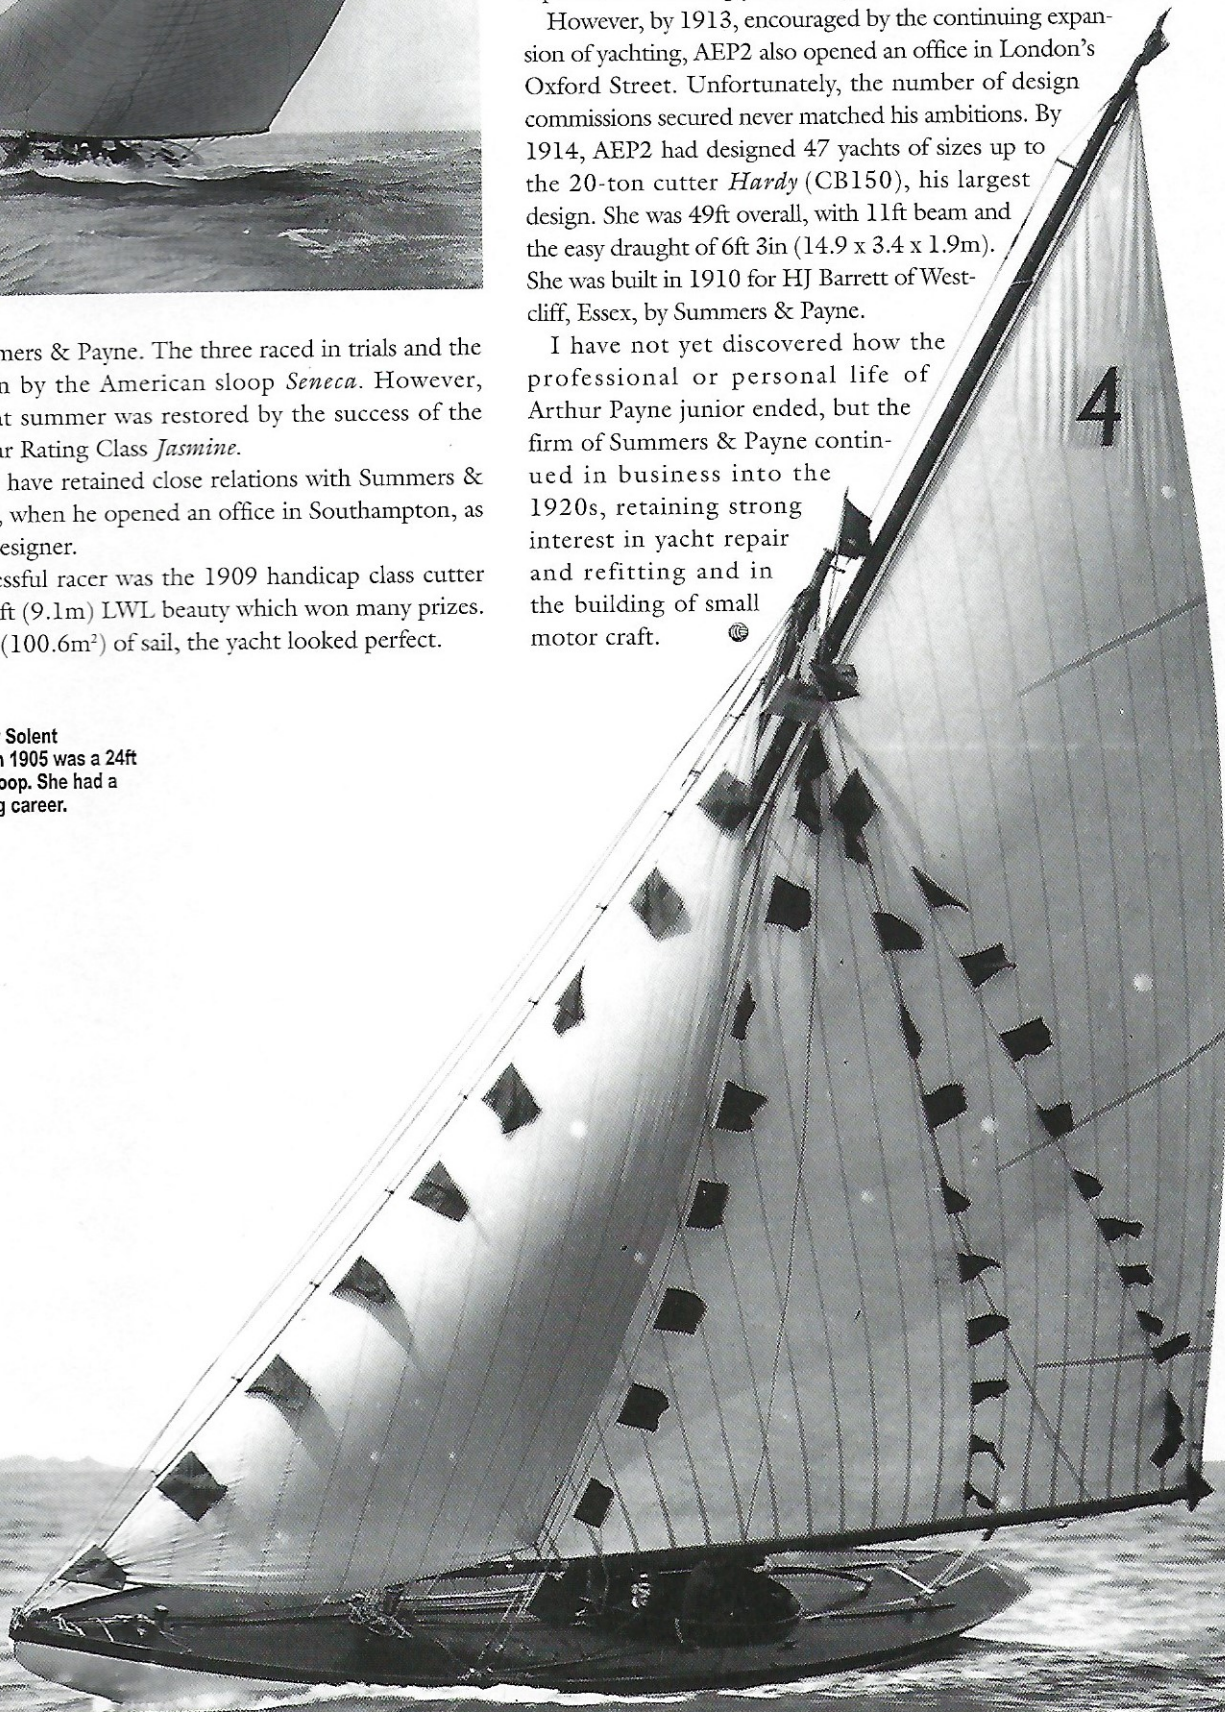 mers & Payne. The three raced in trials and the
n by the American sloop Seneca. However,
t summer was restored by the success of the
r Rating Class Jasmine.
have retained close relations with Summers &
, when he opened an office in Southampton, as
esigner.
essful racer was the 1909 handicap class cutter
ft (9.1m) LWL beauty which won many prizes.
(100.6m²) of sail, the yacht looked perfect.
Solent
n 1905 was a 24ft
oop. She had a
g career.
However, by 1913, encouraged by the continuing expan-
sion of yachting, AEP2 also opened an office in London's
Oxford Street. Unfortunately, the number of design
commissions secured never matched his ambitions. By
1914, AEP2 had designed 47 yachts of sizes up to
the 20-ton cutter Hardy (CB150), his largest
design. She was 49ft overall, with 11ft beam and
the easy draught of 6ft 3in (14.9 x 3.4 x 1.9m).
She was built in 1910 for HJ Barrett of West-
cliff, Essex, by Summers & Payne.
I have not yet discovered how the
professional or personal life of
Arthur Payne junior ended, but the
firm of Summers & Payne contin-
ued in business into the
1920s, retaining strong
interest in yacht repair
and refitting and in
the building of small
motor craft.
4